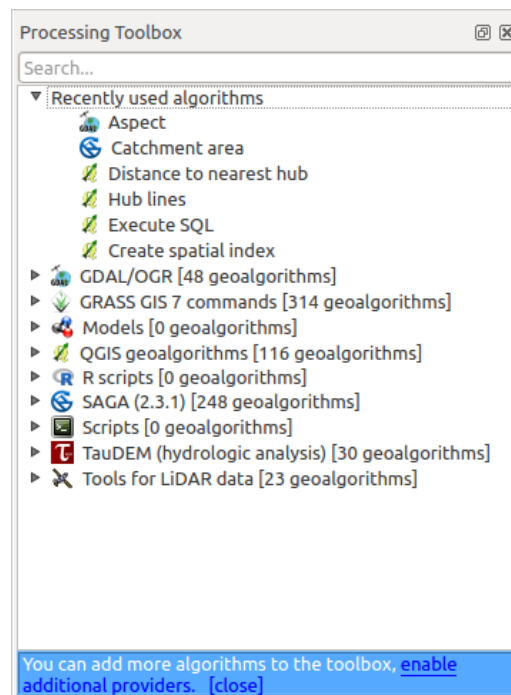 Processing Toolbox
Search...
Recently used algorithms
Aspect
Catchment area
Distance to nearest hub
Hub lines
Execute SQL
Create spatial index
GDAL/OGR [48 geoalgorithms]
GRASS GIS 7 commands [314 geoalgorithms]
Models [0 geoalgorithms]
QGIS geoalgorithms [116 geoalgorithms]
R scripts [0 geoalgorithms]
SAGA (2.3.1) [248 geoalgorithms]
Scripts [0 geoalgorithms]
TauDEM (hydrologic analysis) [30 geoalgorithms]
Tools for LiDAR data [23 geoalgorithms]
You can add more algorithms to the toolbox, enable
additional providers. [close]